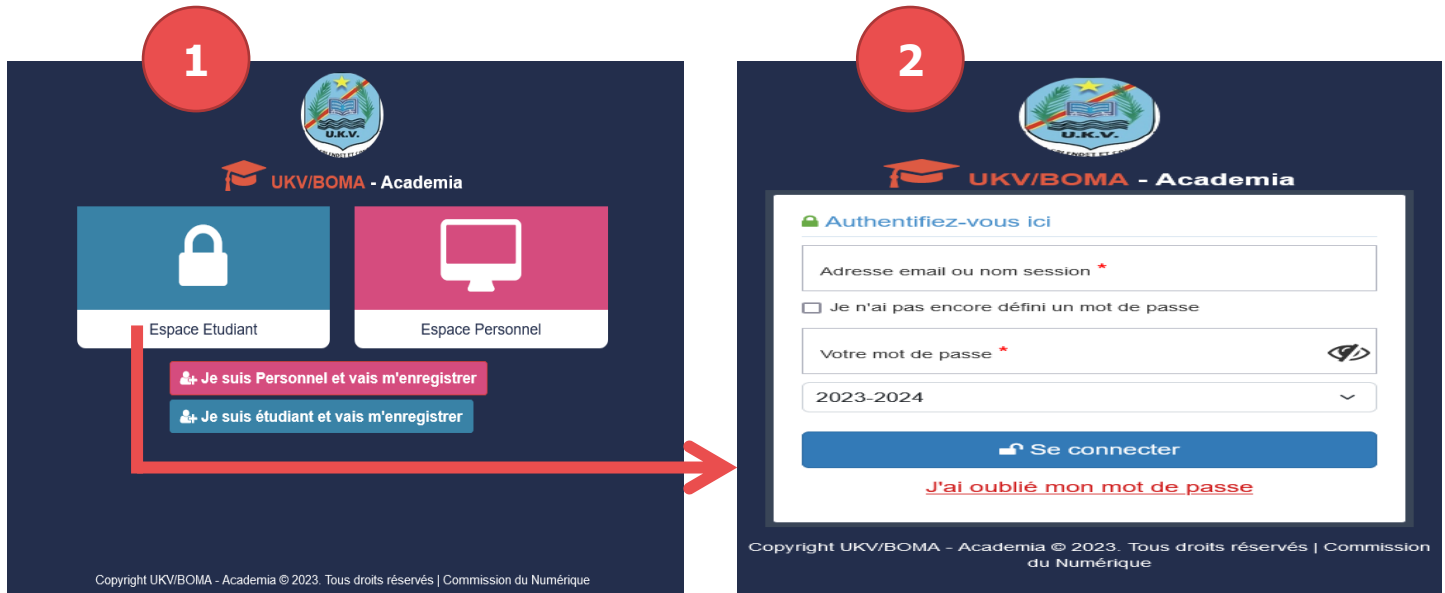 1
U.K.V.
UKV/BOMA - Academia
Espace Etudiant
Espace Personnel
Je suis Personnel et vais m'enregistrer
Je suis étudiant et vais m'enregistrer
Copyright UKV/BOMA - Academia © 2023. Tous droits réservés | Commission du Numérique
2
U.K.V.
UKV/BOMA - Academia
Authentifiez-vous ici
Adresse email ou nom session *
Je n'ai pas encore défini un mot de passe
Votre mot de passe *
2023-2024
Se connecter
J'ai oublié mon mot de passe
Copyright UKV/BOMA - Academia © 2023. Tous droits réservés | Commission
du Numérique